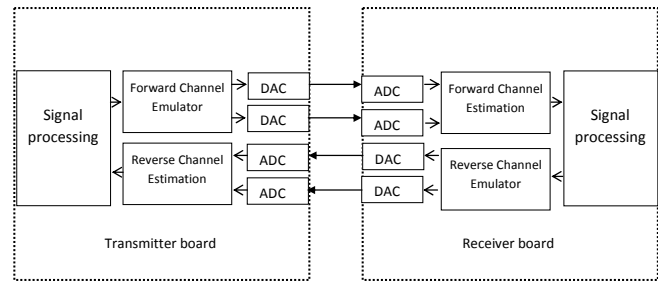 Signal
processing
Forward Channel
Emulator
DAC
DAC
Reverse Channel
Estimation
ADC
ADC
Transmitter board
ADC
ADC
Forward Channel
Estimation
DAC
DAC
Reverse Channel
Emulator
Signal
processing
Receiver board